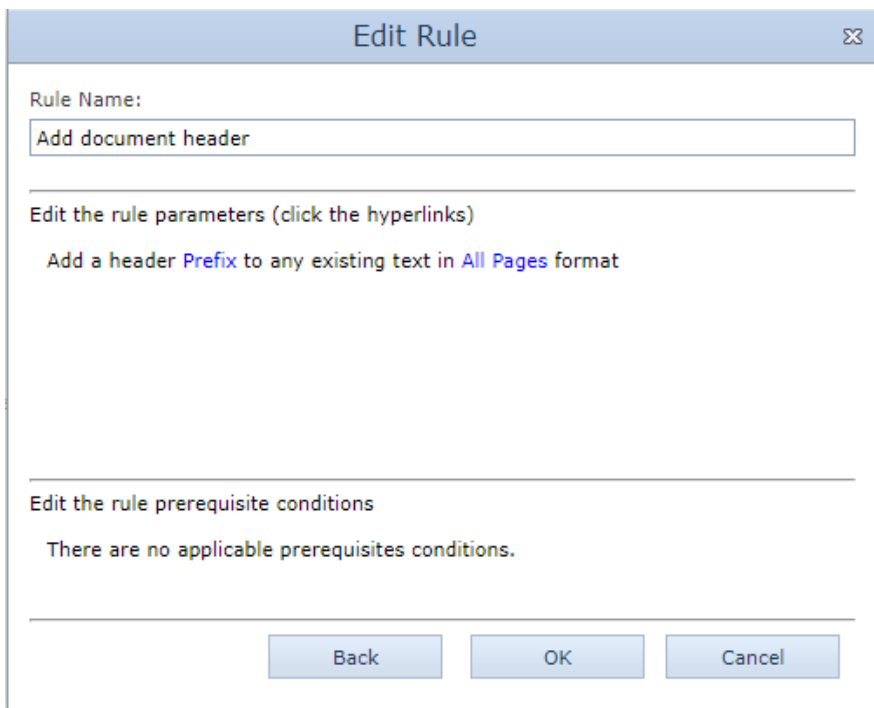 Edit Rule
Rule Name:
Add document header
Edit the rule parameters (click the hyperlinks)
Add a header Prefix to any existing text in All Pages format
Edit the rule prerequisite conditions
There are no applicable prerequisites conditions.
Back OK Cancel